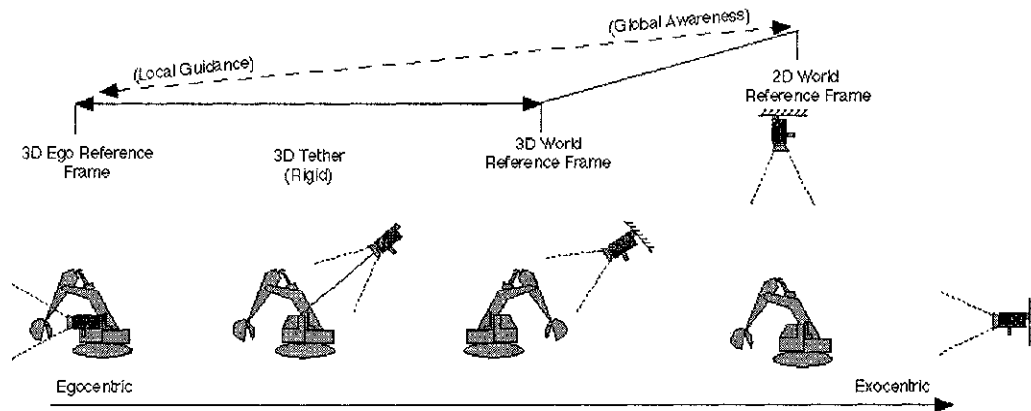 (Global Awareness)
(Local Guidance)
2D World
Reference Frame
3D Ego Reference
Frame
3D Tether
(Rigid)
3D World
Reference Frame
Egocentric
Exocentric